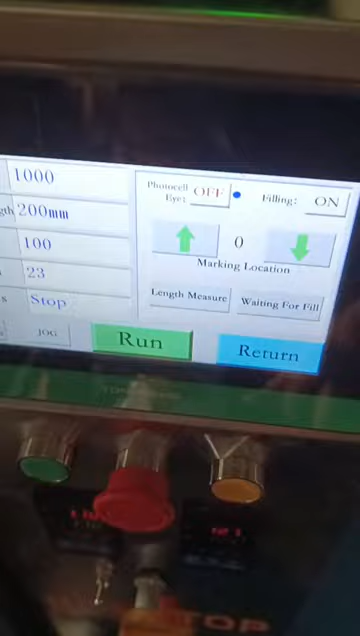 1000
Photocell
Eye:
OFF
Filling:
ON
gth
200mm
100
0
Marking Location
23
s
Stop
Length Measure
Waiting For Fill
JOG
Run
Return
TOP